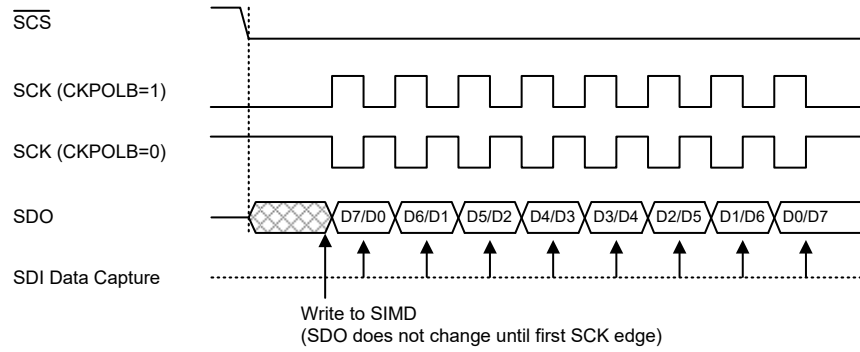 SCS
SCK (CKPOLB=1)
SCK (CKPOLB=0)
SDO D7/D0 D6/D1 D5/D2 D4/D3 D3/D4 D2/D5 D1/D6 D0/D7
SDI Data Capture
Write to SIMD
(SDO does not change until first SCK edge)